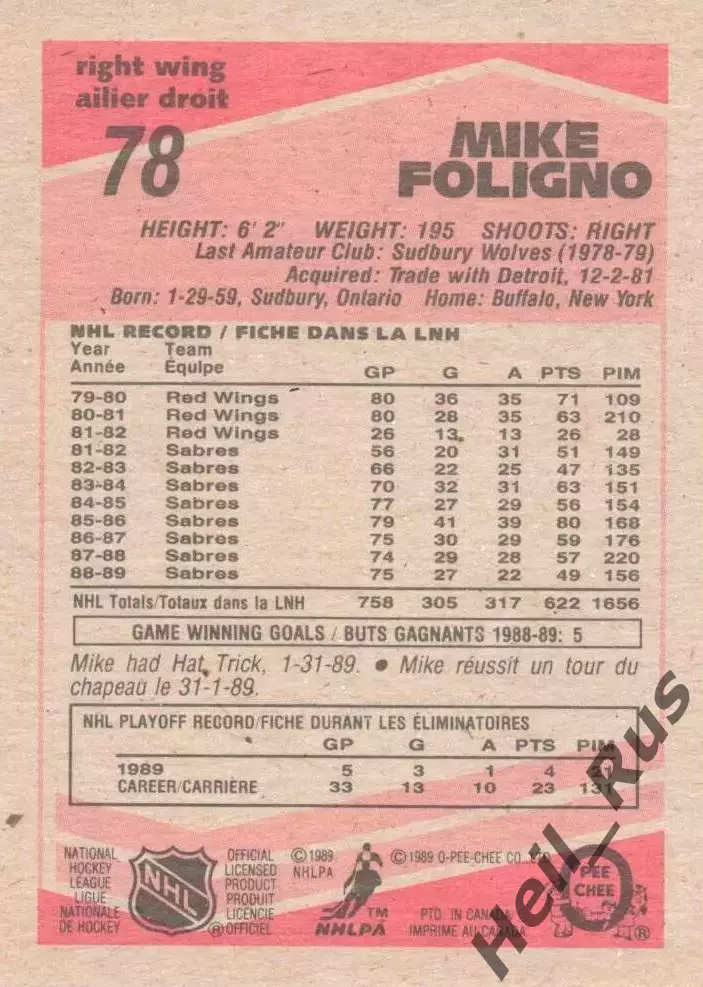 right wing
ailier droit
78
MIKE
FOLIGNO
HEIGHT: 6' 2" WEIGHT: 195 SHOOTS: RIGHT
Last Amateur Club: Sudbury Wolves (1978-79)
Acquired: Trade with Detroit, 12-2-81
Born: 1-29-59, Sudbury, Ontario Home: Buffalo, New York
NHL RECORD / FICHE DANS LA LNH
Year Team
Année Équipe GP G A PTS PIM
79-80 Red Wings 80 36 35 71 109
80-81 Red Wings 80 28 35 63 210
81-82 Red Wings 26 13 13 26 28
81-82 Sabres 56 20 31 51 149
82-83 Sabres 66 22 25 47 135
83-84 Sabres 70 32 31 63 151
84-85 Sabres 77 27 29 56 154
85-86 Sabres 79 41 39 80 168
86-87 Sabres 75 30 29 59 176
87-88 Sabres 74 29 28 57 220
88-89 Sabres 75 27 22 49 156
NHL Totals/Totaux dans la LNH 758 305 317 622 1656
GAME WINNING GOALS / BUTS GAGNANTS 1988-89: 5
Mike had Hat Trick, 1-31-89. • Mike réussit un tour du
chapeau le 31-1-89.
NHL PLAYOFF RECORD/FICHE DURANT LES ÉLIMINATOIRES
GP G A PTS PIM
1989 5 3 1 4 21
CAREER/CARRIÈRE 33 13 10 23 131
NATIONAL
HOCKEY
LEAGUE
LIGUE
NATIONALE
DE HOCKEY
NHL
®
OFFICIAL
LICENSED
PRODUCT
PRODUIT
LICENCIE
OFFICIEL
© 1989
NHLPA
TM
NHLPA
© 1989 O-PEE-CHEE CO. LTD.
PTD. IN CANADA
IMPRIME AU CANADA
O
PEE
CHEE
®
Heil_Rus